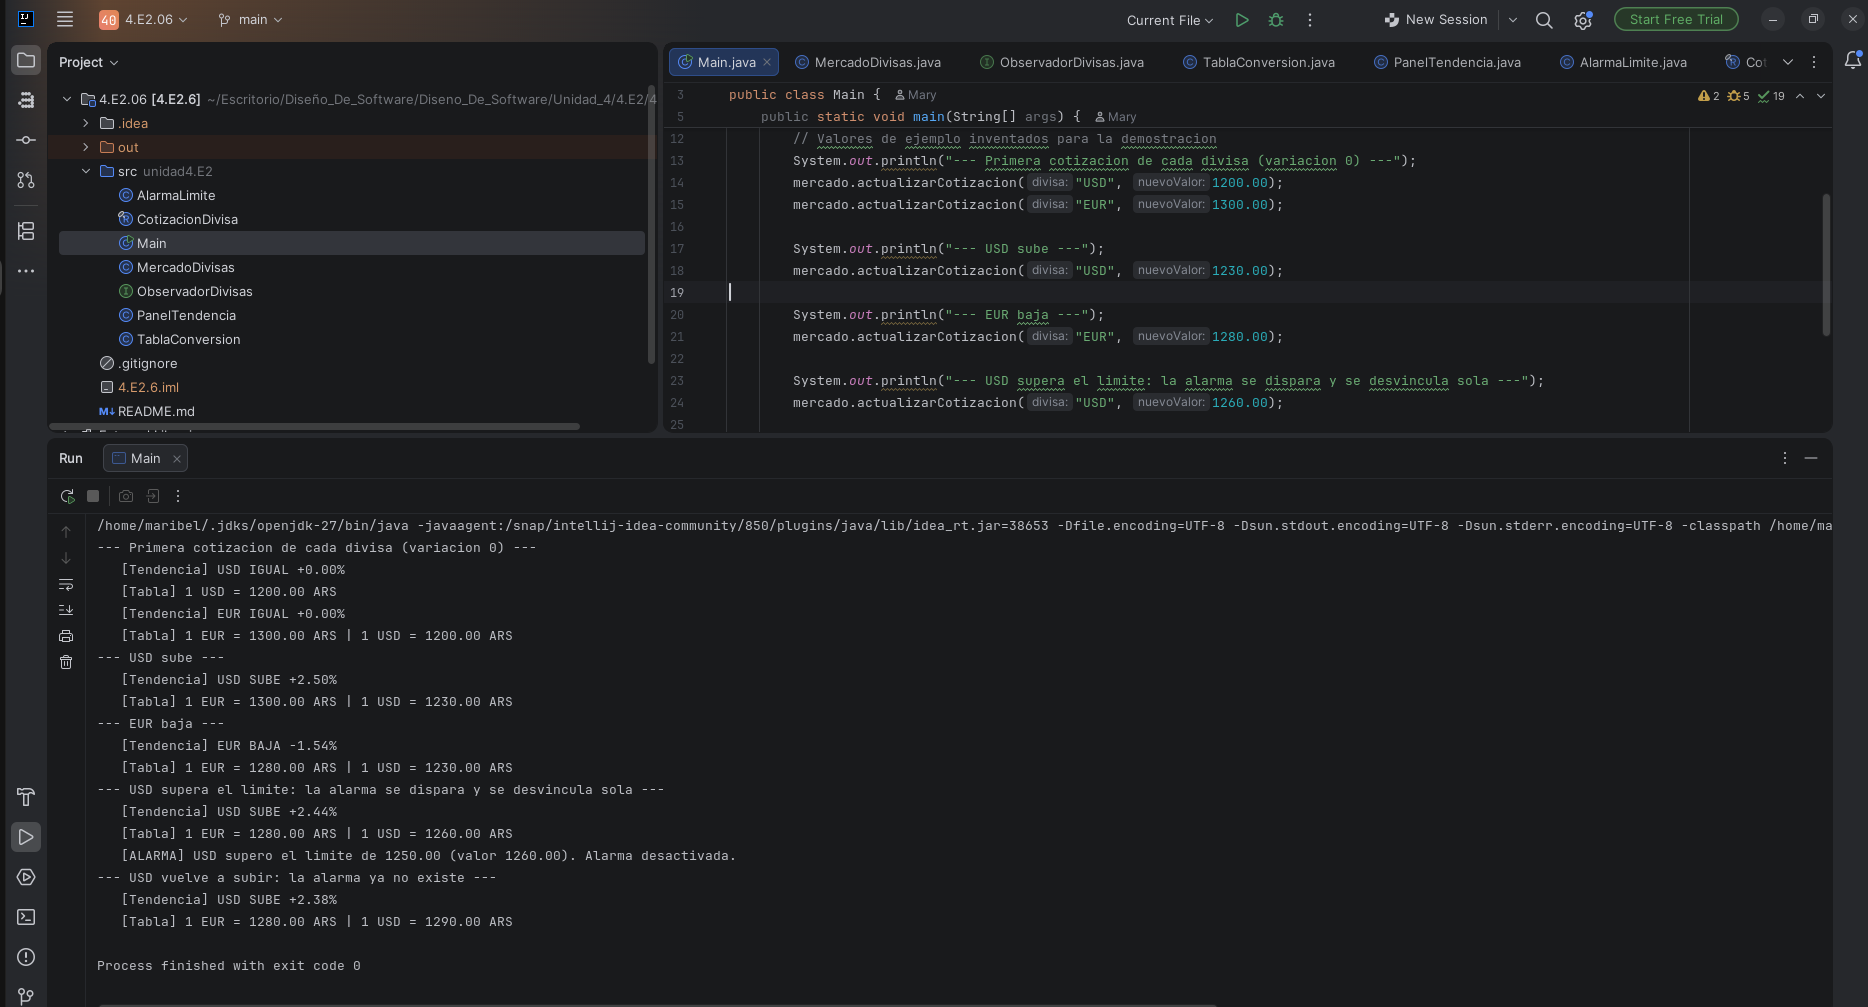 40 4.E2.06 main Current File New Session Start Free Trial
Project
4.E2.06 [4.E2.6] ~/Escritorio/Diseño_De_Software/Diseno_De_Software/Unidad_4/4.E2/4
.idea
out
src unidad4.E2
AlarmaLimite
CotizacionDivisa
Main
MercadoDivisas
ObservadorDivisas
PanelTendencia
TablaConversion
.gitignore
4.E2.6.iml
M↓ README.md
Main.java MercadoDivisas.java ObservadorDivisas.java TablaConversion.java PanelTendencia.java AlarmaLimite.java Cot
2 5 19
3 public class Main { Mary
5 public static void main(String[] args) { Mary
12 // Valores de ejemplo inventados para la demostracion
13 System.out.println("--- Primera cotizacion de cada divisa (variacion 0) ---");
14 mercado.actualizarCotizacion( divisa: "USD", nuevoValor: 1200.00);
15 mercado.actualizarCotizacion( divisa: "EUR", nuevoValor: 1300.00);
16
17 System.out.println("--- USD sube ---");
18 mercado.actualizarCotizacion( divisa: "USD", nuevoValor: 1230.00);
19
20 System.out.println("--- EUR baja ---");
21 mercado.actualizarCotizacion( divisa: "EUR", nuevoValor: 1280.00);
22
23 System.out.println("--- USD supera el limite: la alarma se dispara y se desvincula sola ---");
24 mercado.actualizarCotizacion( divisa: "USD", nuevoValor: 1260.00);
25
Run Main
/home/maribel/.jdks/openjdk-27/bin/java -javaagent:/snap/intellij-idea-community/850/plugins/java/lib/idea_rt.jar=38653 -Dfile.encoding=UTF-8 -Dsun.stdout.encoding=UTF-8 -Dsun.stderr.encoding=UTF-8 -classpath /home/ma
--- Primera cotizacion de cada divisa (variacion 0) ---
[Tendencia] USD IGUAL +0.00%
[Tabla] 1 USD = 1200.00 ARS
[Tendencia] EUR IGUAL +0.00%
[Tabla] 1 EUR = 1300.00 ARS | 1 USD = 1200.00 ARS
--- USD sube ---
[Tendencia] USD SUBE +2.50%
[Tabla] 1 EUR = 1300.00 ARS | 1 USD = 1230.00 ARS
--- EUR baja ---
[Tendencia] EUR BAJA -1.54%
[Tabla] 1 EUR = 1280.00 ARS | 1 USD = 1230.00 ARS
--- USD supera el limite: la alarma se dispara y se desvincula sola ---
[Tendencia] USD SUBE +2.44%
[Tabla] 1 EUR = 1280.00 ARS | 1 USD = 1260.00 ARS
[ALARMA] USD supero el limite de 1250.00 (valor 1260.00). Alarma desactivada.
--- USD vuelve a subir: la alarma ya no existe ---
[Tendencia] USD SUBE +2.38%
[Tabla] 1 EUR = 1280.00 ARS | 1 USD = 1290.00 ARS
Process finished with exit code 0